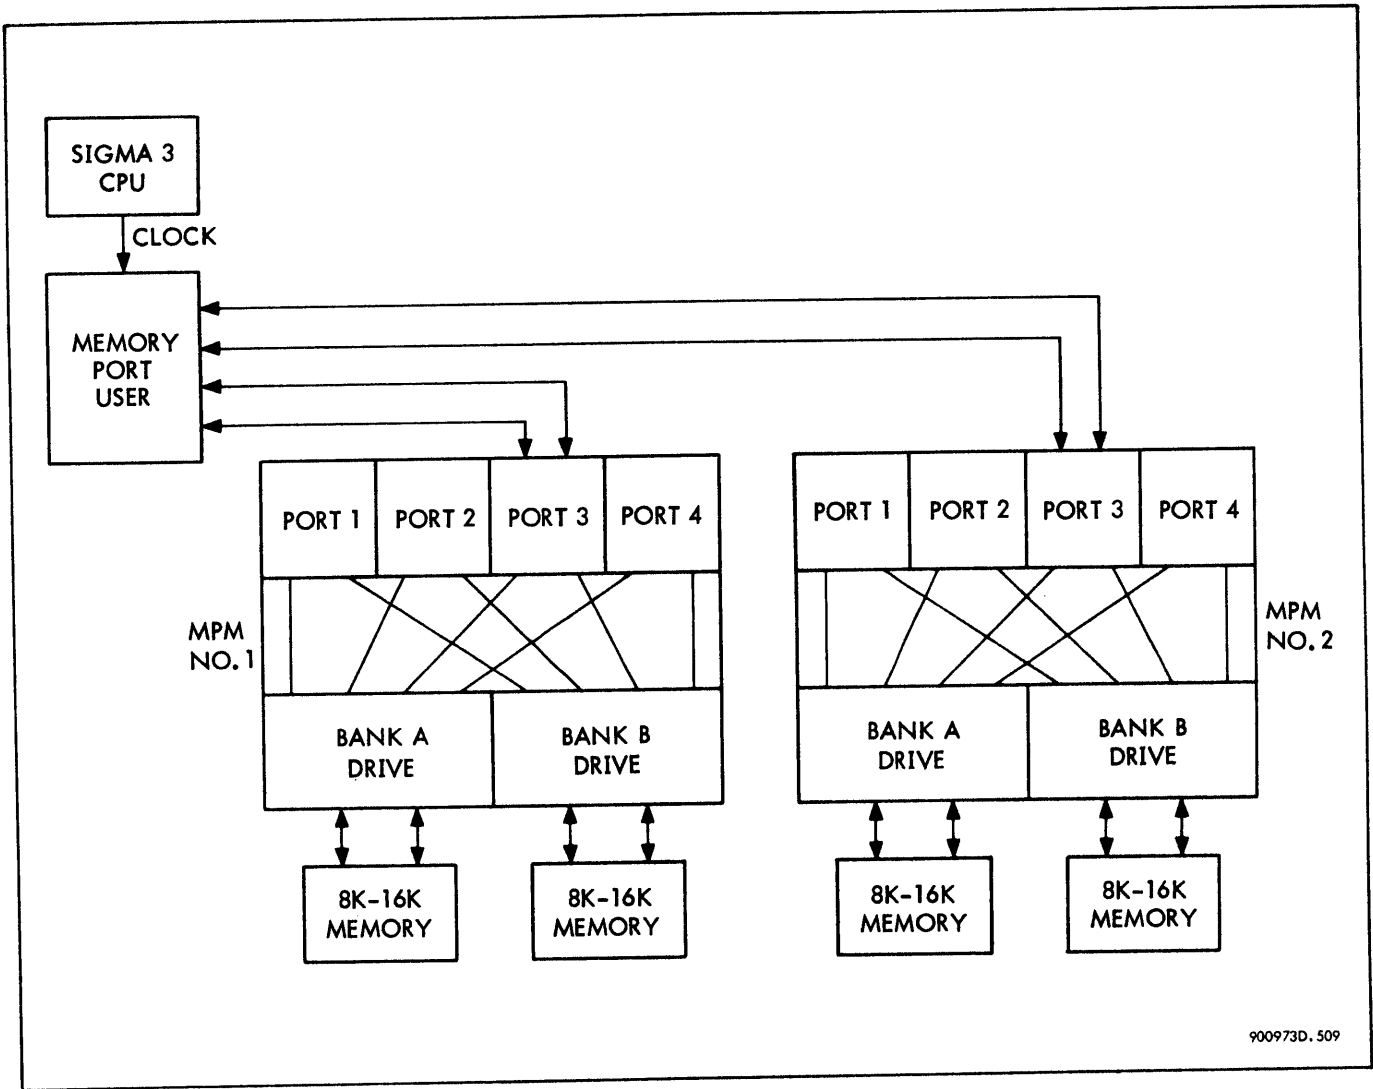 SIGMA 3
CPU
CLOCK
MEMORY
PORT
USER
PORT 1
PORT 2
PORT 3
PORT 4
PORT 1
PORT 2
PORT 3
PORT 4
MPM
NO. 1
MPM
NO. 2
BANK A
DRIVE
BANK B
DRIVE
BANK A
DRIVE
BANK B
DRIVE
8K-16K
MEMORY
8K-16K
MEMORY
8K-16K
MEMORY
8K-16K
MEMORY
900973D. 509